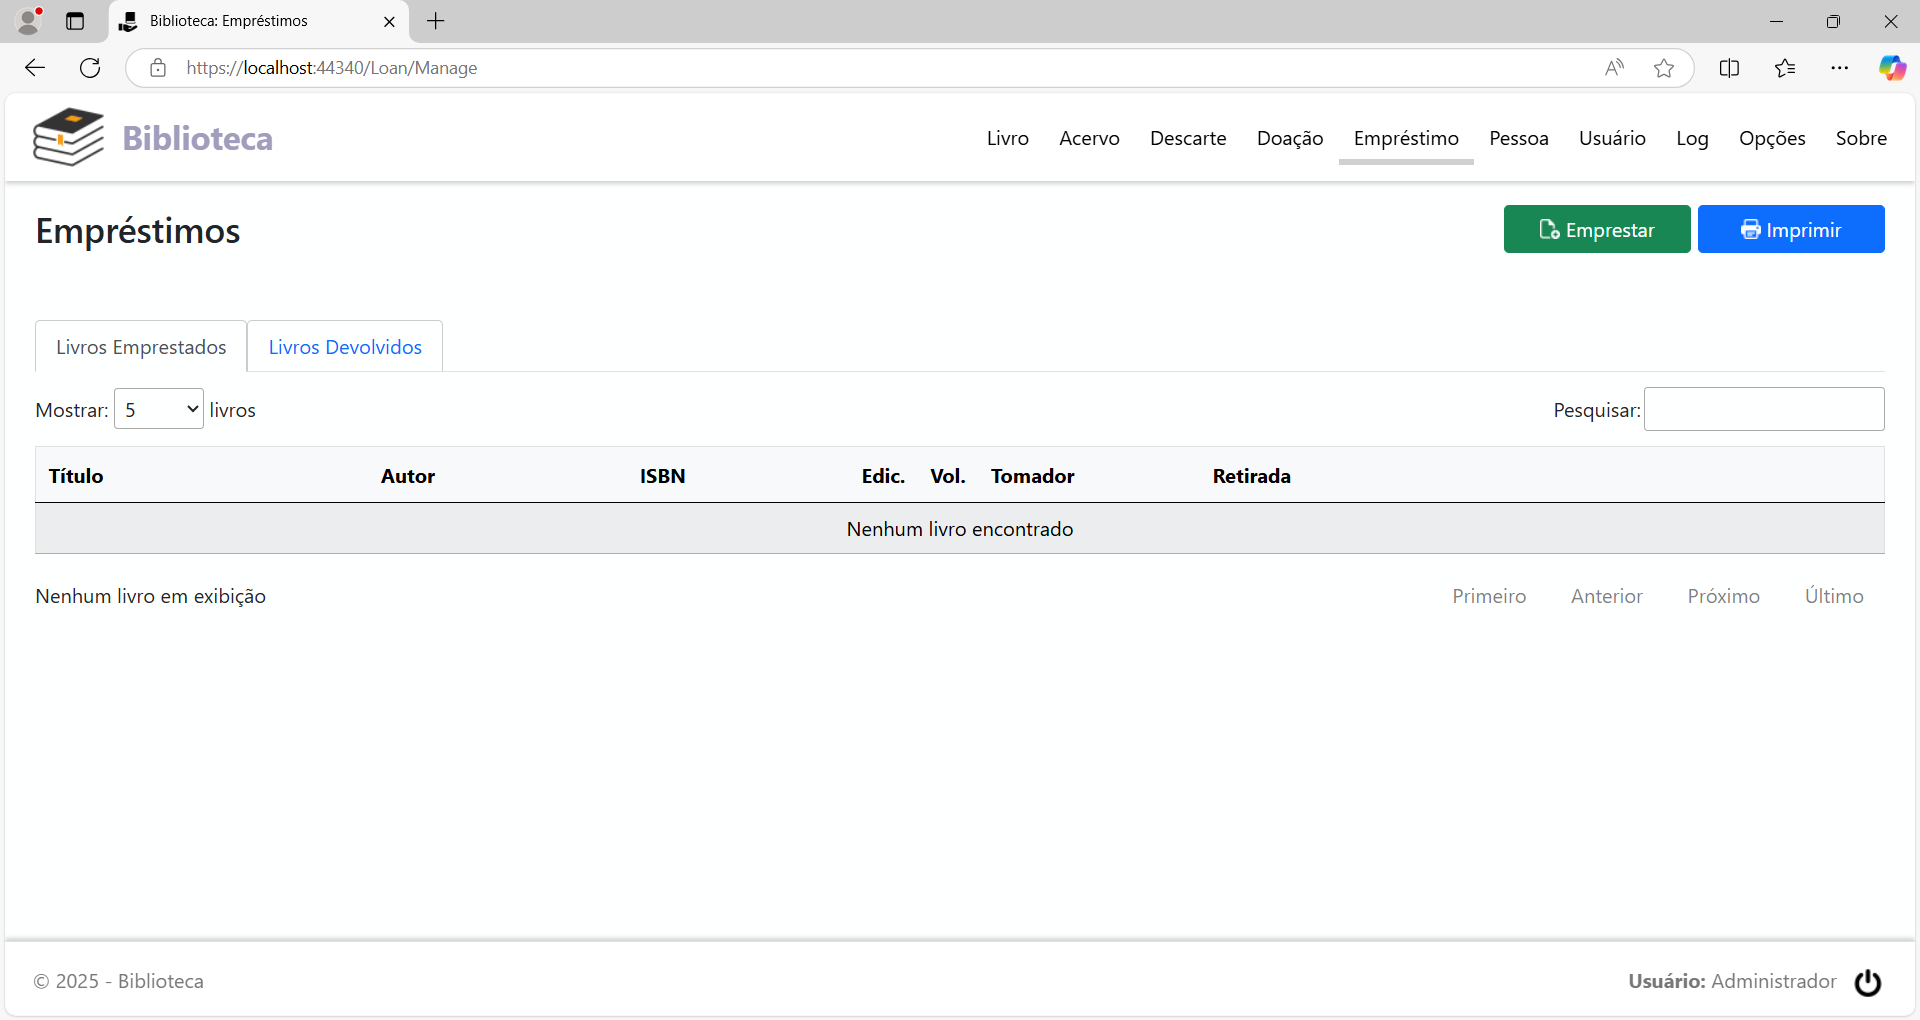 Biblioteca: Empréstimos
https://localhost:44340/Loan/Manage
Biblioteca
Livro Acervo Descarte Doação Empréstimo Pessoa Usuário Log Opções Sobre
Empréstimos
Emprestar Imprimir
Livros Emprestados Livros Devolvidos
Mostrar: 5 livros Pesquisar:
Título Autor ISBN Edic. Vol. Tomador Retirada
Nenhum livro encontrado
Nenhum livro em exibição Primeiro Anterior Próximo Último
© 2025 - Biblioteca Usuário: Administrador